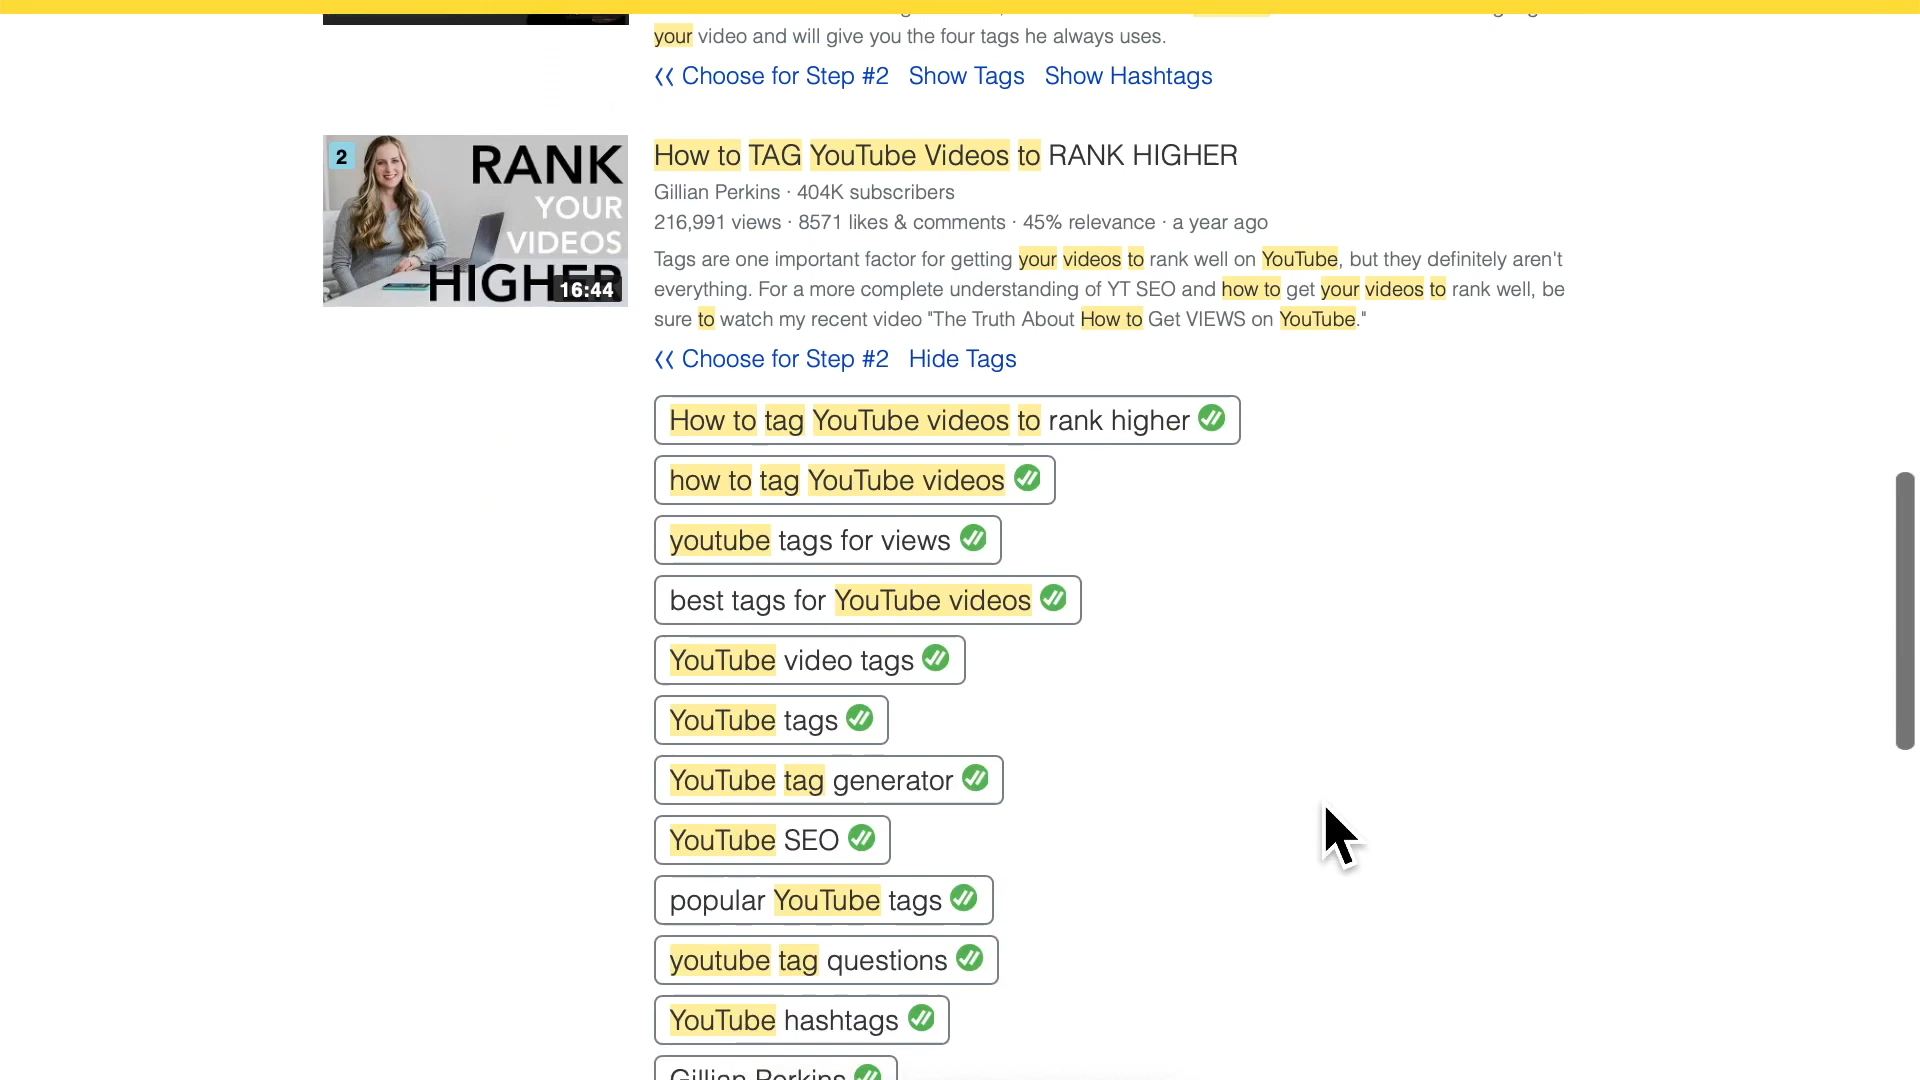 your video and will give you the four tags he always uses.
Choose for Step #2 Show Tags Show Hashtags
2
RANK
YOUR
VIDEOS
HIGHER
16:44
How to TAG YouTube Videos to RANK HIGHER
Gillian Perkins · 404K subscribers
216,991 views · 8571 likes & comments · 45% relevance · a year ago
Tags are one important factor for getting your videos to rank well on YouTube, but they definitely aren't
everything. For a more complete understanding of YT SEO and how to get your videos to rank well, be
sure to watch my recent video "The Truth About How to Get VIEWS on YouTube."
Choose for Step #2 Hide Tags
How to tag YouTube videos to rank higher
how to tag YouTube videos
youtube tags for views
best tags for YouTube videos
YouTube video tags
YouTube tags
YouTube tag generator
YouTube SEO
popular YouTube tags
youtube tag questions
YouTube hashtags
Gillian Perkins